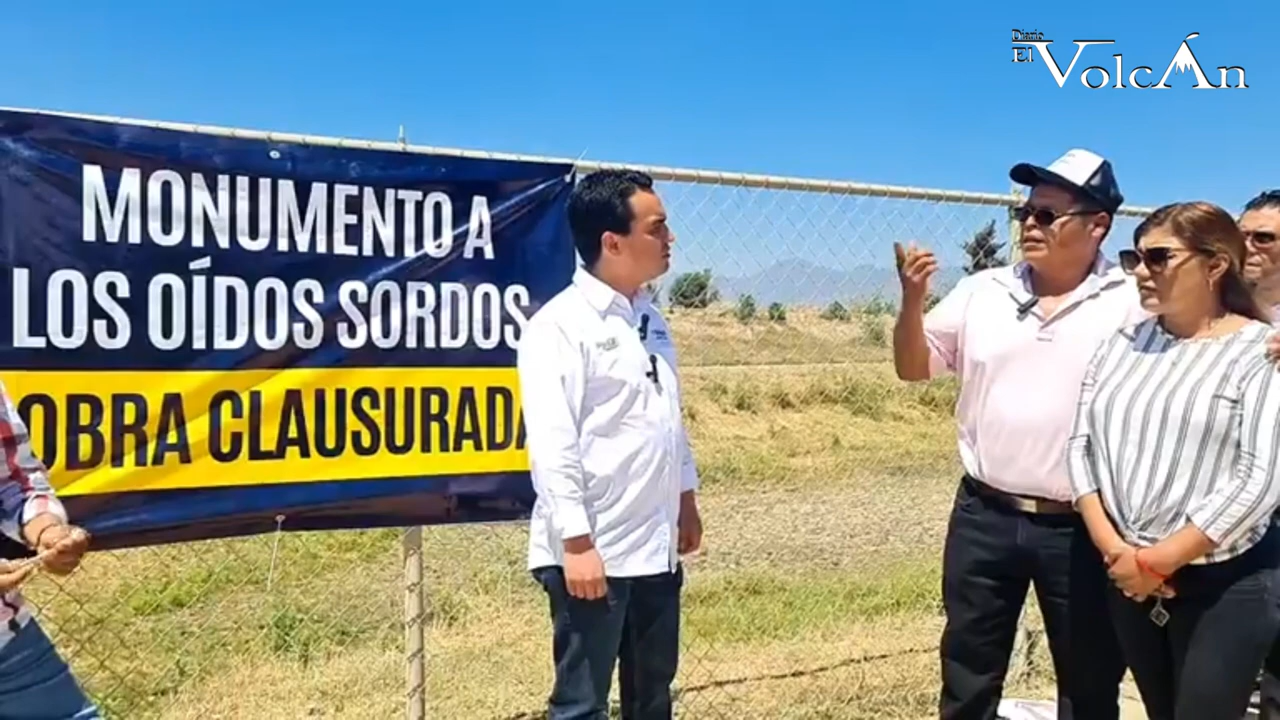 Diario
El VolcÁn
MONUMENTO A
LOS OÍDOS SORDOS
OBRA CLAUSURADA